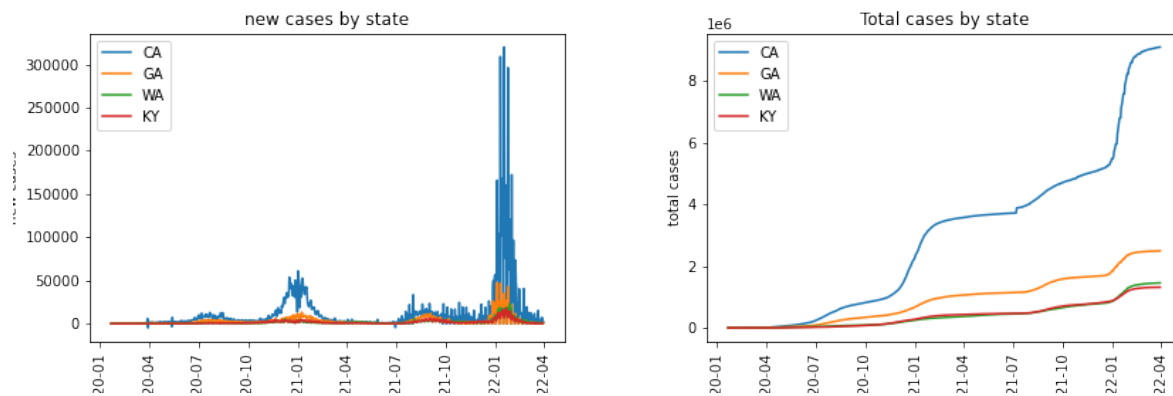 new cases by state
CA
GA
WA
KY
300000
250000
200000
150000
100000
50000
0
20-01
20-04
20-07
20-10
21-01
21-04
21-07
21-10
22-01
22-04
Total cases by state
1e6
CA
GA
WA
KY
total cases
8
6
4
2
0
20-01
20-04
20-07
20-10
21-01
21-04
21-07
21-10
22-01
22-04